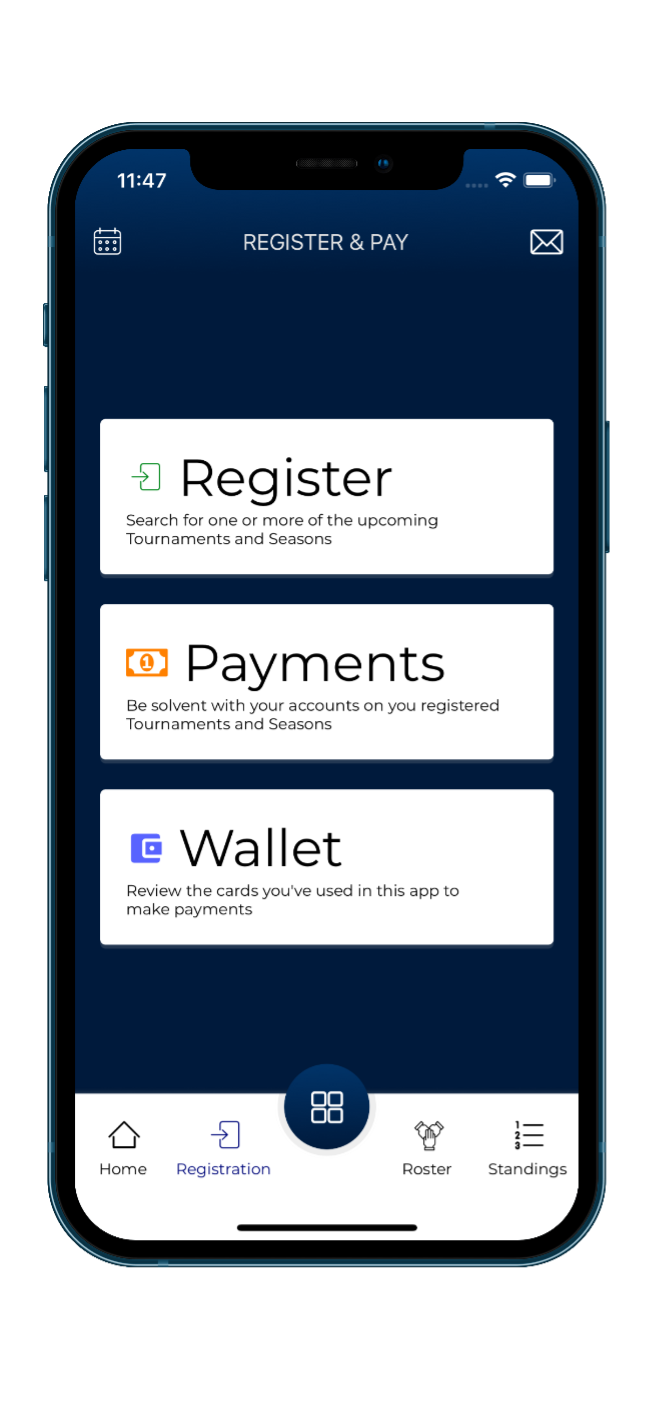 11:47
REGISTER & PAY
Register
Search for one or more of the upcoming
Tournaments and Seasons
1
Payments
Be solvent with your accounts on you registered
Tournaments and Seasons
Wallet
Review the cards you've used in this app to
make payments
1
2
3
Home Registration Roster Standings